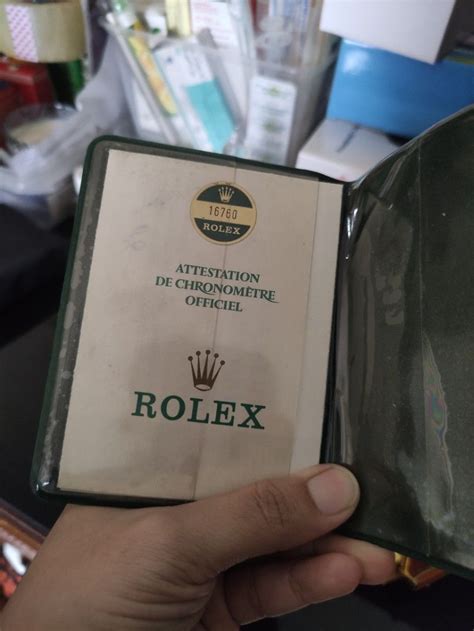 16760
ROLEX
ATTESTATION
DE CHRONOMÈTRE
OFFICIEL
ROLEX